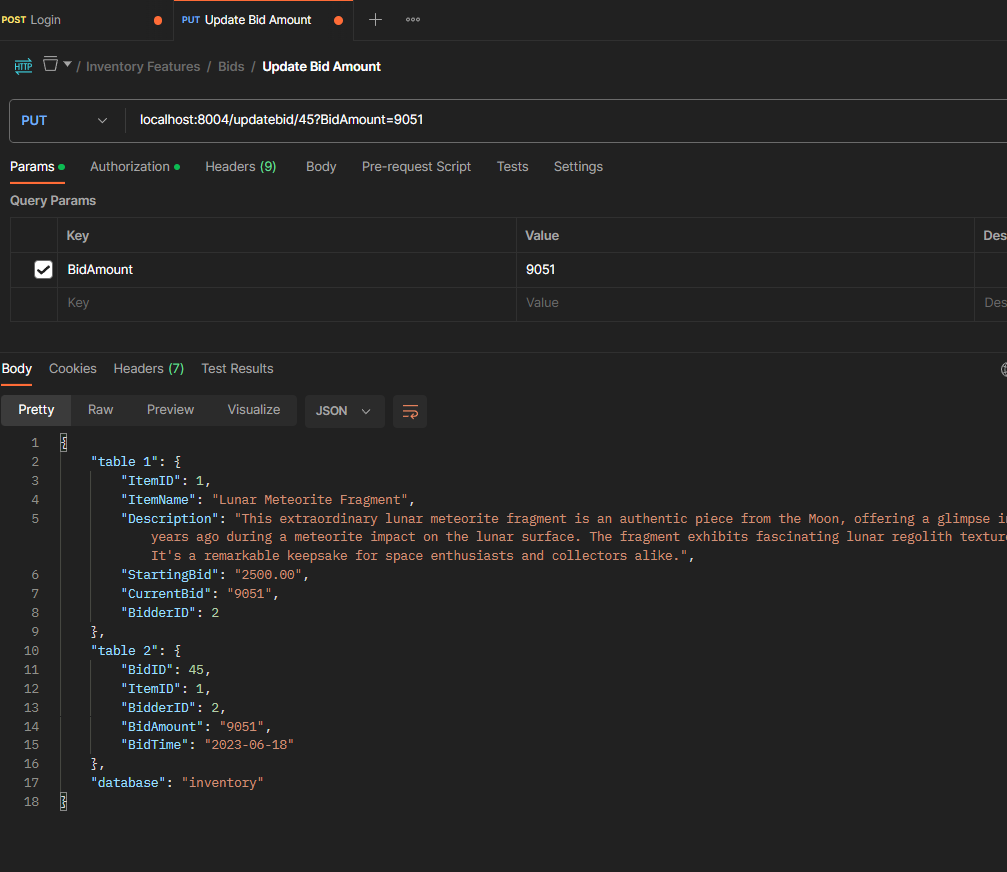 POST Login
PUT Update Bid Amount
HTTP / Inventory Features / Bids / Update Bid Amount
PUT localhost:8004/updatebid/45?BidAmount=9051
Params Authorization Headers (9) Body Pre-request Script Tests Settings
Query Params
Key Value Des
BidAmount 9051
Key Value Des
Body Cookies Headers (7) Test Results
Pretty Raw Preview Visualize JSON
1 {
2 "table 1": {
3 "ItemID": 1,
4 "ItemName": "Lunar Meteorite Fragment",
5 "Description": "This extraordinary lunar meteorite fragment is an authentic piece from the Moon, offering a glimpse
years ago during a meteorite impact on the lunar surface. The fragment exhibits fascinating lunar regolith textur
It's a remarkable keepsake for space enthusiasts and collectors alike.",
6 "StartingBid": "2500.00",
7 "CurrentBid": "9051",
8 "BidderID": 2
9 },
10 "table 2": {
11 "BidID": 45,
12 "ItemID": 1,
13 "BidderID": 2,
14 "BidAmount": "9051",
15 "BidTime": "2023-06-18"
16 },
17 "database": "inventory"
18 }